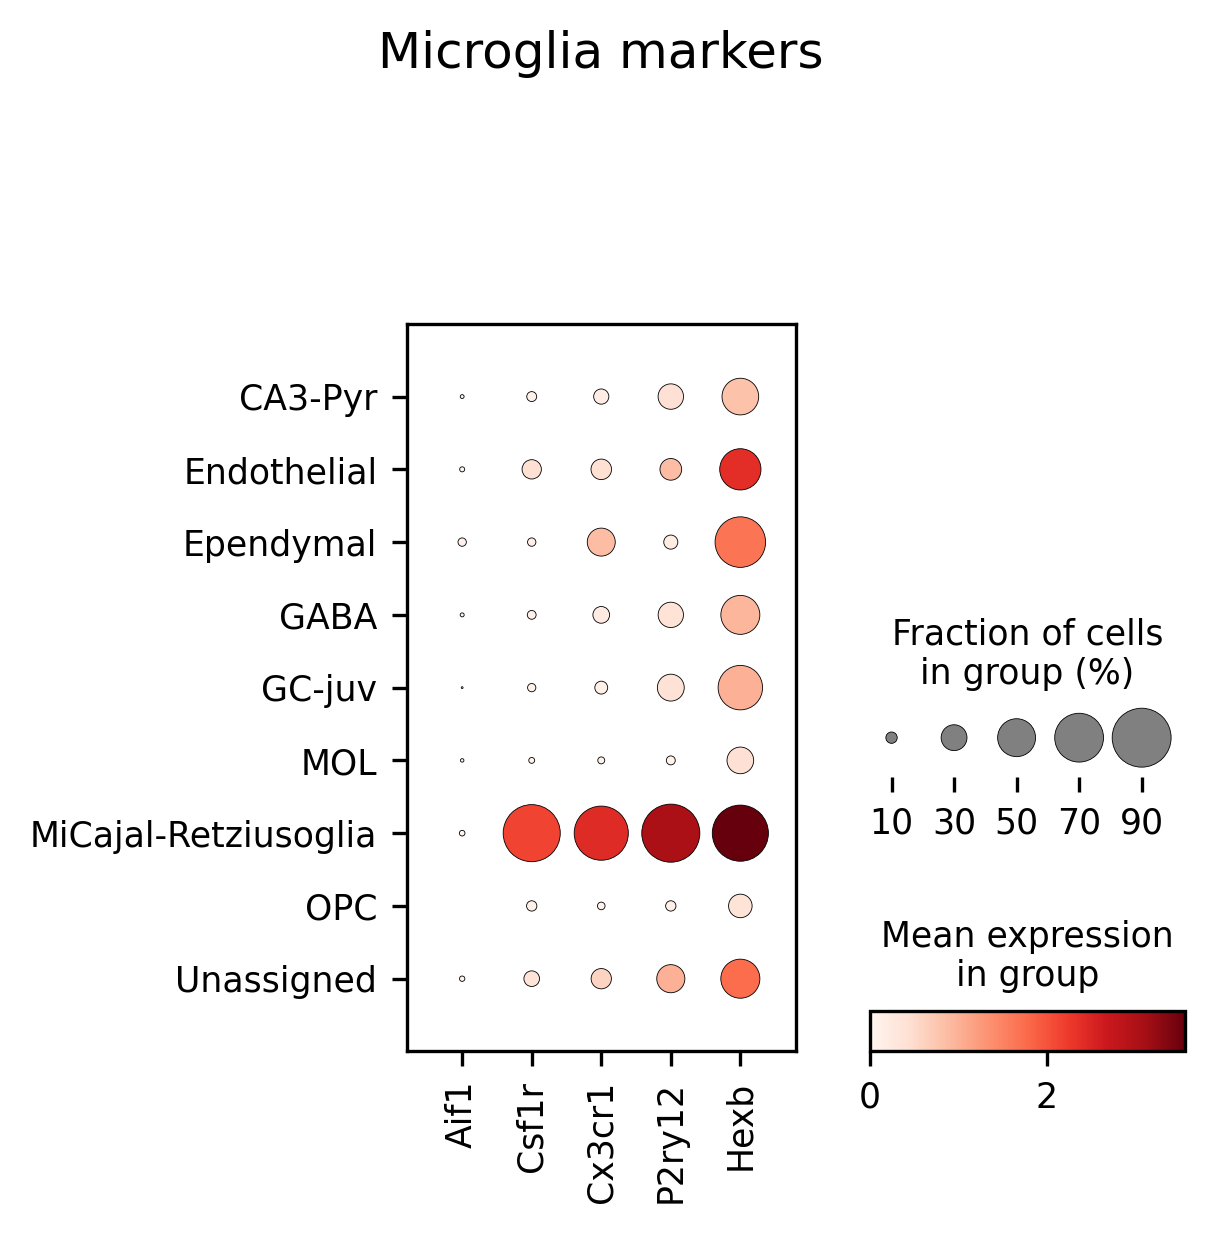 Microglia markers
CA3-Pyr
Endothelial
Ependymal
GABA
GC-juv
MOL
MiCajal-Retziusoglia
OPC
Unassigned
Aif1
Csf1r
Cx3cr1
P2ry12
Hexb
Fraction of cells
in group (%)
10 30 50 70 90
Mean expression
in group
0 2